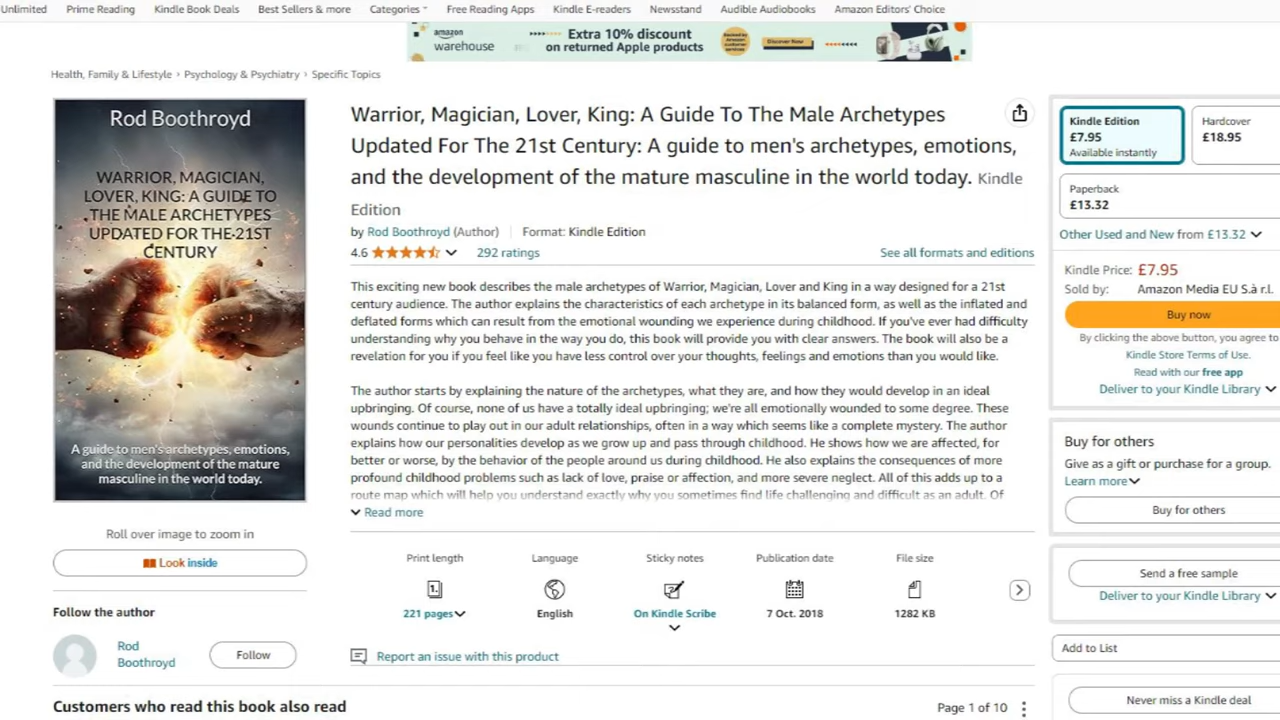 Unlimited Prime Reading Kindle Book Deals Best Sellers & more Categories Free Reading Apps Kindle E-readers Newsstand Audible Audiobooks Amazon Editors' Choice
amazon
warehouse
Extra 10% discount
on returned Apple products
Discover Now
Health, Family & Lifestyle › Psychology & Psychiatry › Specific Topics
Rod Boothroyd
WARRIOR, MAGICIAN,
LOVER, KING: A GUIDE TO
THE MALE ARCHETYPES
UPDATED FOR THE 21ST
CENTURY
A guide to men's archetypes, emotions,
and the development of the mature
masculine in the world today.
Roll over image to zoom in
Look inside
Follow the author
Rod
Boothroyd
Follow
Warrior, Magician, Lover, King: A Guide To The Male Archetypes
Updated For The 21st Century: A guide to men's archetypes, emotions,
and the development of the mature masculine in the world today. Kindle
Edition
by Rod Boothroyd (Author) Format: Kindle Edition
4.6 292 ratings See all formats and editions
This exciting new book describes the male archetypes of Warrior, Magician, Lover and King in a way designed for a 21st
century audience. The author explains the characteristics of each archetype in its balanced form, as well as the inflated and
deflated forms which can result from the emotional wounding we experience during childhood. If you've ever had difficulty
understanding why you behave in the way you do, this book will provide you with clear answers. The book will also be a
revelation for you if you feel like you have less control over your thoughts, feelings and emotions than you would like.
The author starts by explaining the nature of the archetypes, what they are, and how they would develop in an ideal
upbringing. Of course, none of us have a totally ideal upbringing; we're all emotionally wounded to some degree. These
wounds continue to play out in our adult relationships, often in a way which seems like a complete mystery. The author
explains how our personalities develop as we grow up and pass through childhood. He shows how we are affected, for
better or worse, by the behavior of the people around us during childhood. He also explains the consequences of more
profound childhood problems such as lack of love, praise or affection, and more severe neglect. All of this adds up to a
route map which will help you understand exactly why you sometimes find life challenging and difficult as an adult. Of
Read more
Print length Language Sticky notes Publication date File size
1.
221 pages English On Kindle Scribe 7 Oct. 2018 1282 KB
Report an issue with this product
Kindle Edition
£7.95
Available instantly
Hardcover
£18.95
Paperback
£13.32
Other Used and New from £13.32
Kindle Price: £7.95
Sold by: Amazon Media EU S.à r.l.
Buy now
By clicking the above button, you agree to
Kindle Store Terms of Use.
Read with our free app
Deliver to your Kindle Library
Buy for others
Give as a gift or purchase for a group.
Learn more
Buy for others
Send a free sample
Deliver to your Kindle Library
Add to List
Never miss a Kindle deal
Customers who read this book also read Page 1 of 10